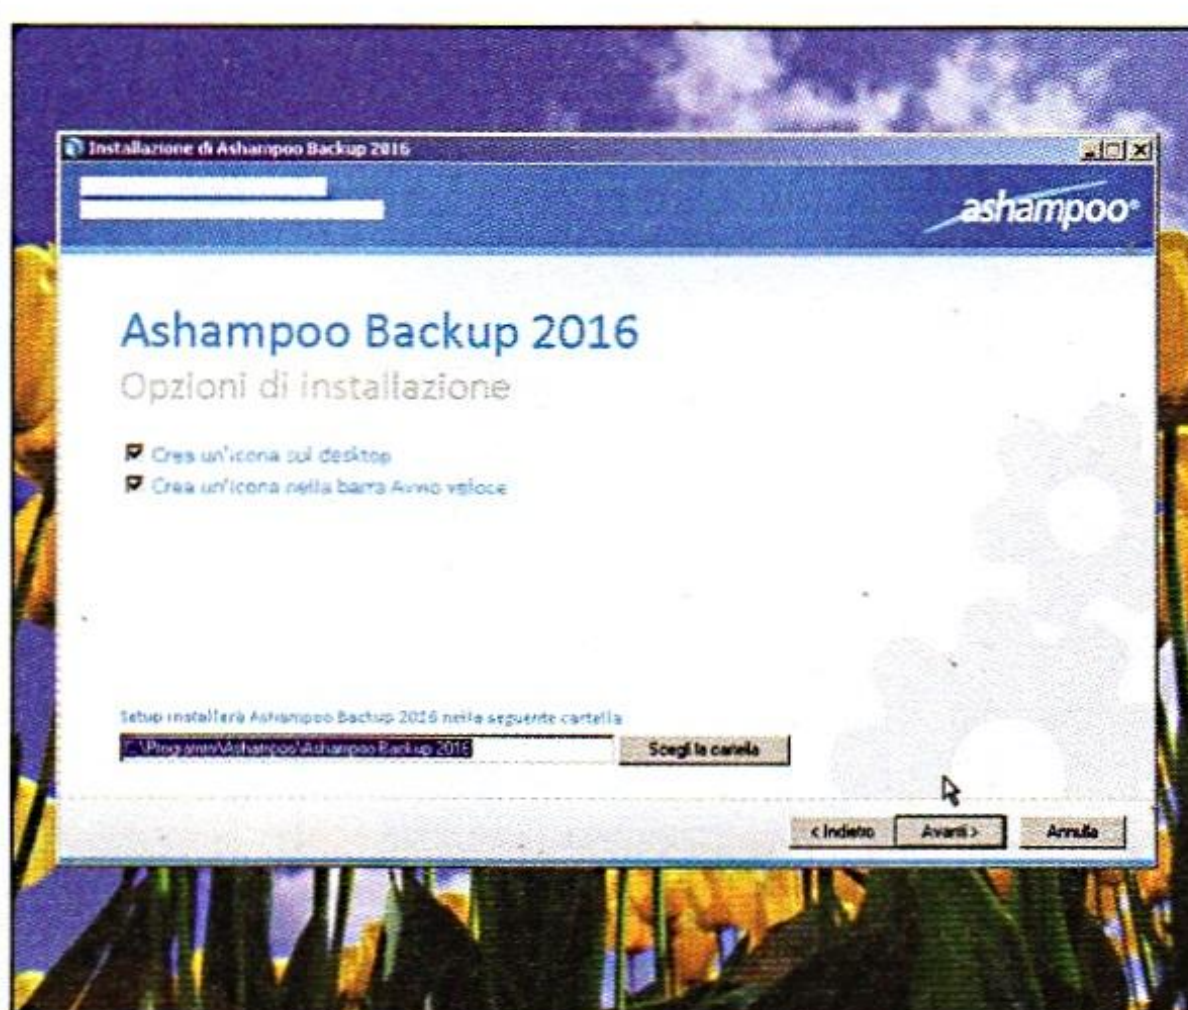 Installazione di Ashampoo Backup 2016
ashampoo®
Ashampoo Backup 2016
Opzioni di installazione
Crea un'icona sul desktop
Crea un'icona nella barra Avvio veloce
Setup installerà Ashampoo Backup 2016 nella seguente cartella
C:\Programmi\Ashampoo\Ashampoo Backup 2016
Scegli la cartella
< Indietro
Avanti >
Annulla